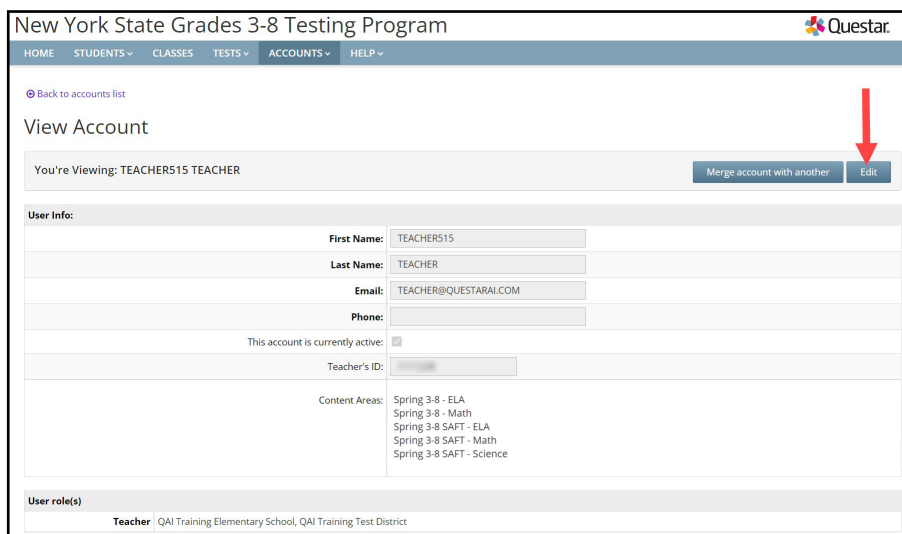 New York State Grades 3-8 Testing Program
Questar.
HOME STUDENTS CLASSES TESTS ACCOUNTS HELP
Back to accounts list
View Account
You're Viewing: TEACHER515 TEACHER
Merge account with another Edit
User Info:
First Name: TEACHER515
Last Name: TEACHER
Email: TEACHER@QUESTARAI.COM
Phone:
This account is currently active:
Teacher's ID:
Content Areas: Spring 3-8 - ELA
Spring 3-8 - Math
Spring 3-8 SAFT - ELA
Spring 3-8 SAFT - Math
Spring 3-8 SAFT - Science
User role(s)
Teacher QAI Training Elementary School, QAI Training Test District